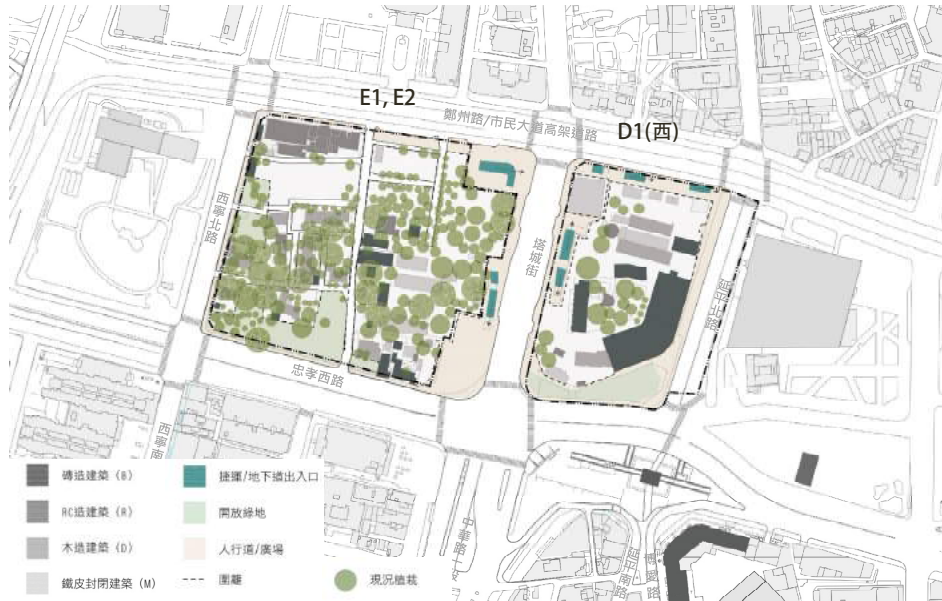 E1, E2
鄭州路/市民大道高架道路
D1(西)
西寧北路
塔城街
延平北路
忠孝西路
西寧南
中華路一段
延平南路
博愛路
磚造建築 (B)
RC造建築 (R)
木造建築 (D)
鐵皮封閉建築 (M)
捷運/地下道出入口
開放綠地
人行道/廣場
圍籬
現況植栽